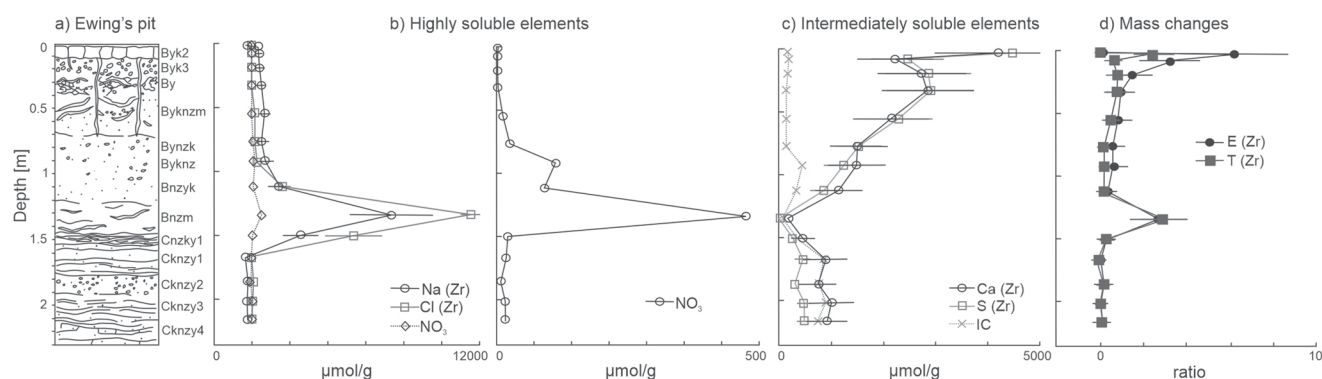 a) Ewing's pit
b) Highly soluble elements
c) Intermediately soluble elements
d) Mass changes
Depth [m]
0
0.5
1
1.5
2
Byk2
Byk3
By
Byknzm
Bynzk
Byknz
Bnzyk
Bnzm
Cnzky1
Cknzy1
Cknzy2
Cknzy3
Cknzy4
Na (Zr)
Cl (Zr)
NO3
0
12000
µmol/g
NO3
0
500
µmol/g
Ca (Zr)
S (Zr)
IC
0
5000
µmol/g
E (Zr)
T (Zr)
0
10
ratio